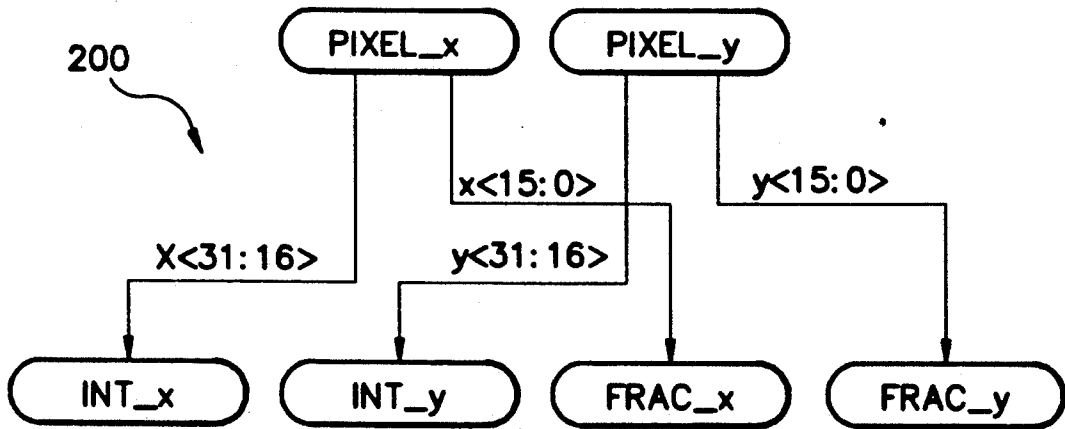 PIXEL_x
PIXEL_y
200
x<15:0>
y<15:0>
X<31:16>
y<31:16>
INT_x
INT_y
FRAC_x
FRAC_y